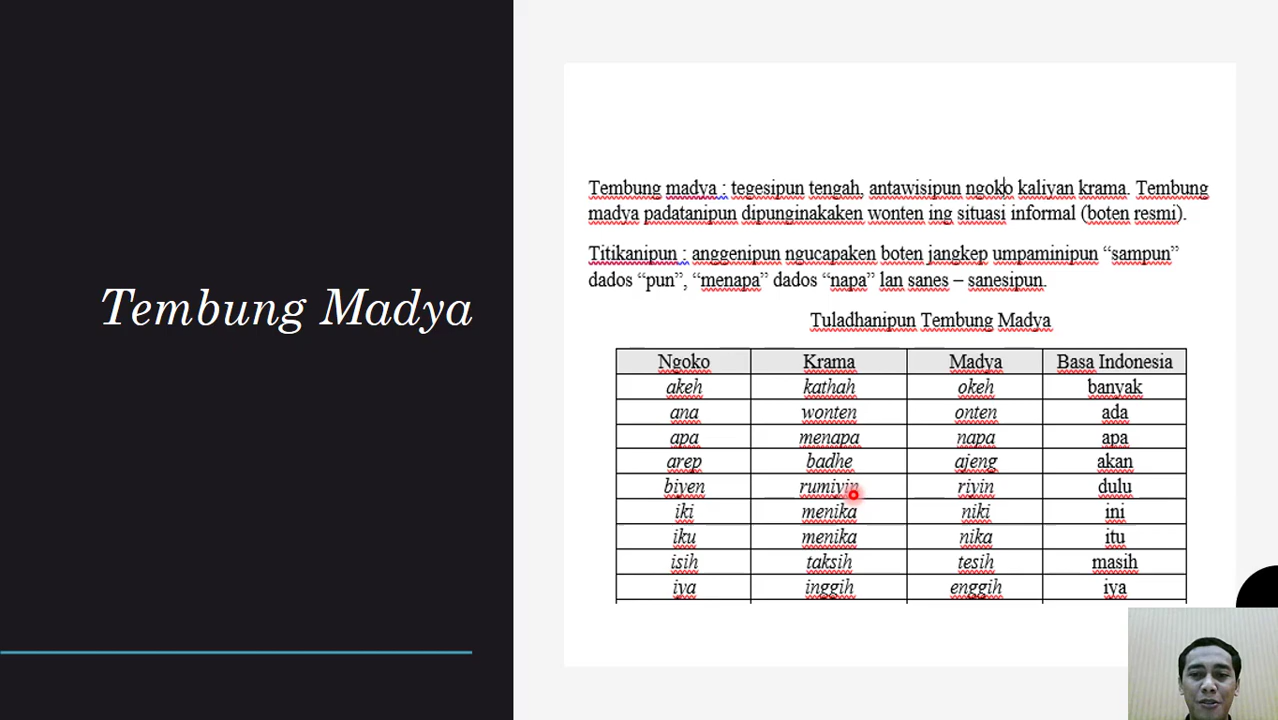 Tembung Madya
Tembung madya : tegesipun tengah, antawisipun ngoko kaliyan krama. Tembung
madya padatanipun dipunginakaken wonten ing situasi informal (boten resmi).
Titikanipun : anggenipun ngucapaken boten jangkep umpaminipun “sampun”
dados “pun”, “menapa” dados “napa” lan sanes – sanesipun.
Tuladhanipun Tembung Madya
Ngoko Krama Madya Basa Indonesia
akeh kathah okeh banyak
ana wonten onten ada
apa menapa napa apa
arep badhe ajeng akan
biyen rumiyin riyin dulu
iki menika niki ini
iku menika nika itu
isih taksih tesih masih
iya inggih enggih iya